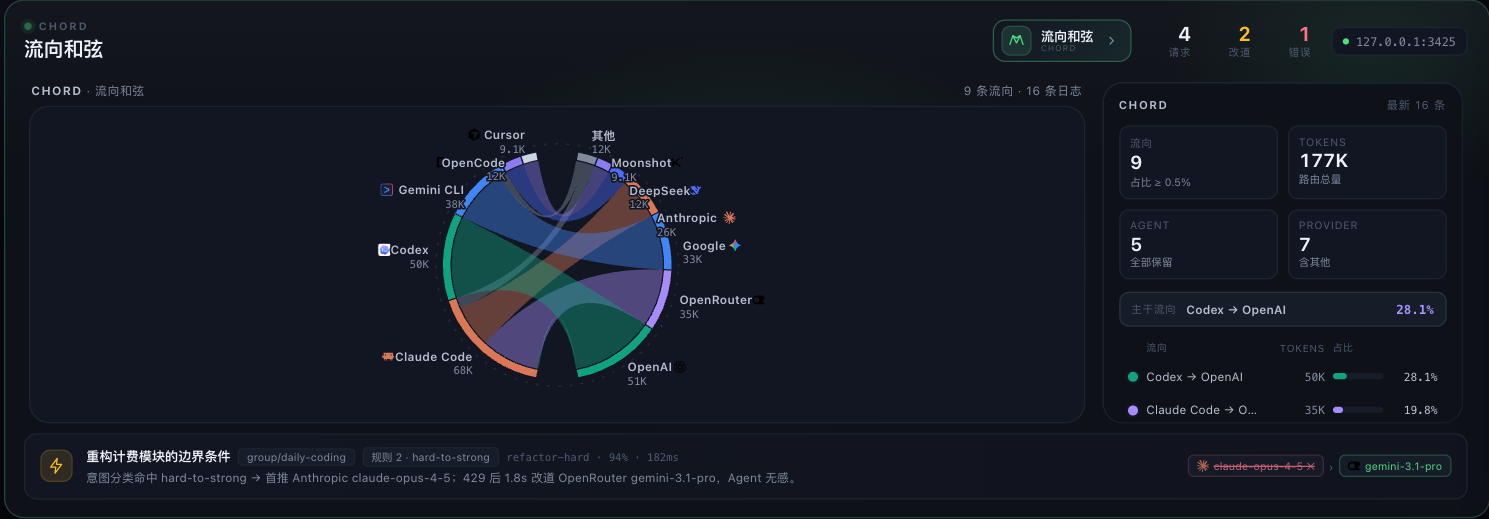 CHORD
流向和弦
流向和弦
CHORD
4
请求
2
改道
1
错误
127.0.0.1:3425
CHORD · 流向和弦
9 条流向 · 16 条日志
Cursor
9.1K
OpenCode
12K
Gemini CLI
38K
Codex
50K
Claude Code
68K
其他
12K
Moonshot
9.1K
DeepSeek
12K
Anthropic
26K
Google
33K
OpenRouter
35K
OpenAI
51K
CHORD
最新 16 条
流向
9
占比 ≥ 0.5%
TOKENS
177K
路由总量
AGENT
5
全部保留
PROVIDER
7
含其他
主干流向 Codex → OpenAI 28.1%
流向 TOKENS 占比
Codex → OpenAI 50K 28.1%
Claude Code → O... 35K 19.8%
重构计费模块的边界条件 group/daily-coding 规则 2 · hard-to-strong refactor-hard · 94% · 182ms
意图分类命中 hard-to-strong → 首推 Anthropic claude-opus-4-5；429 后 1.8s 改道 OpenRouter gemini-3.1-pro，Agent 无感。
claude-opus-4-5 ✕ › gemini-3.1-pro